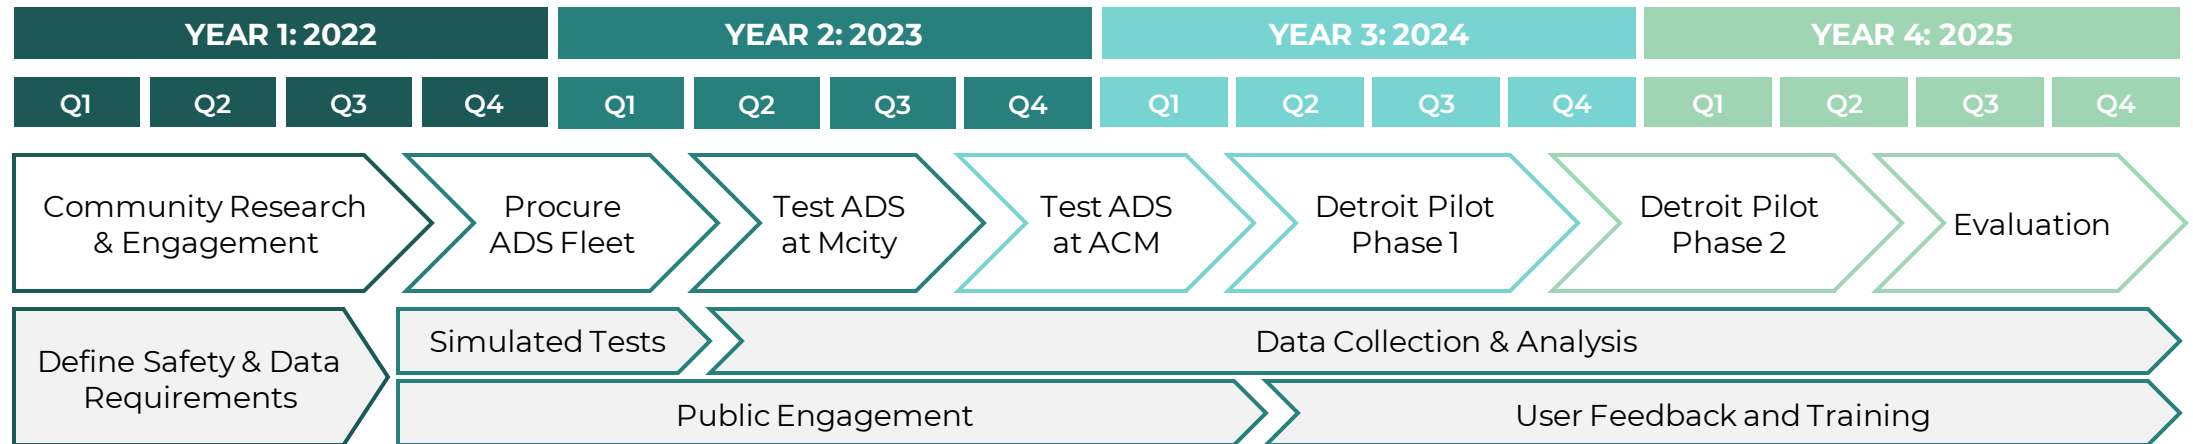 YEAR 1: 2022
YEAR 2: 2023
YEAR 3: 2024
YEAR 4: 2025
Q1
Q2
Q3
Q4
Q1
Q2
Q3
Q4
Q1
Q2
Q3
Q4
Q1
Q2
Q3
Q4
Community Research
& Engagement
Procure
ADS Fleet
Test ADS
at Mcity
Test ADS
at ACM
Detroit Pilot
Phase 1
Detroit Pilot
Phase 2
Evaluation
Define Safety & Data
Requirements
Simulated Tests
Data Collection & Analysis
Public Engagement
User Feedback and Training